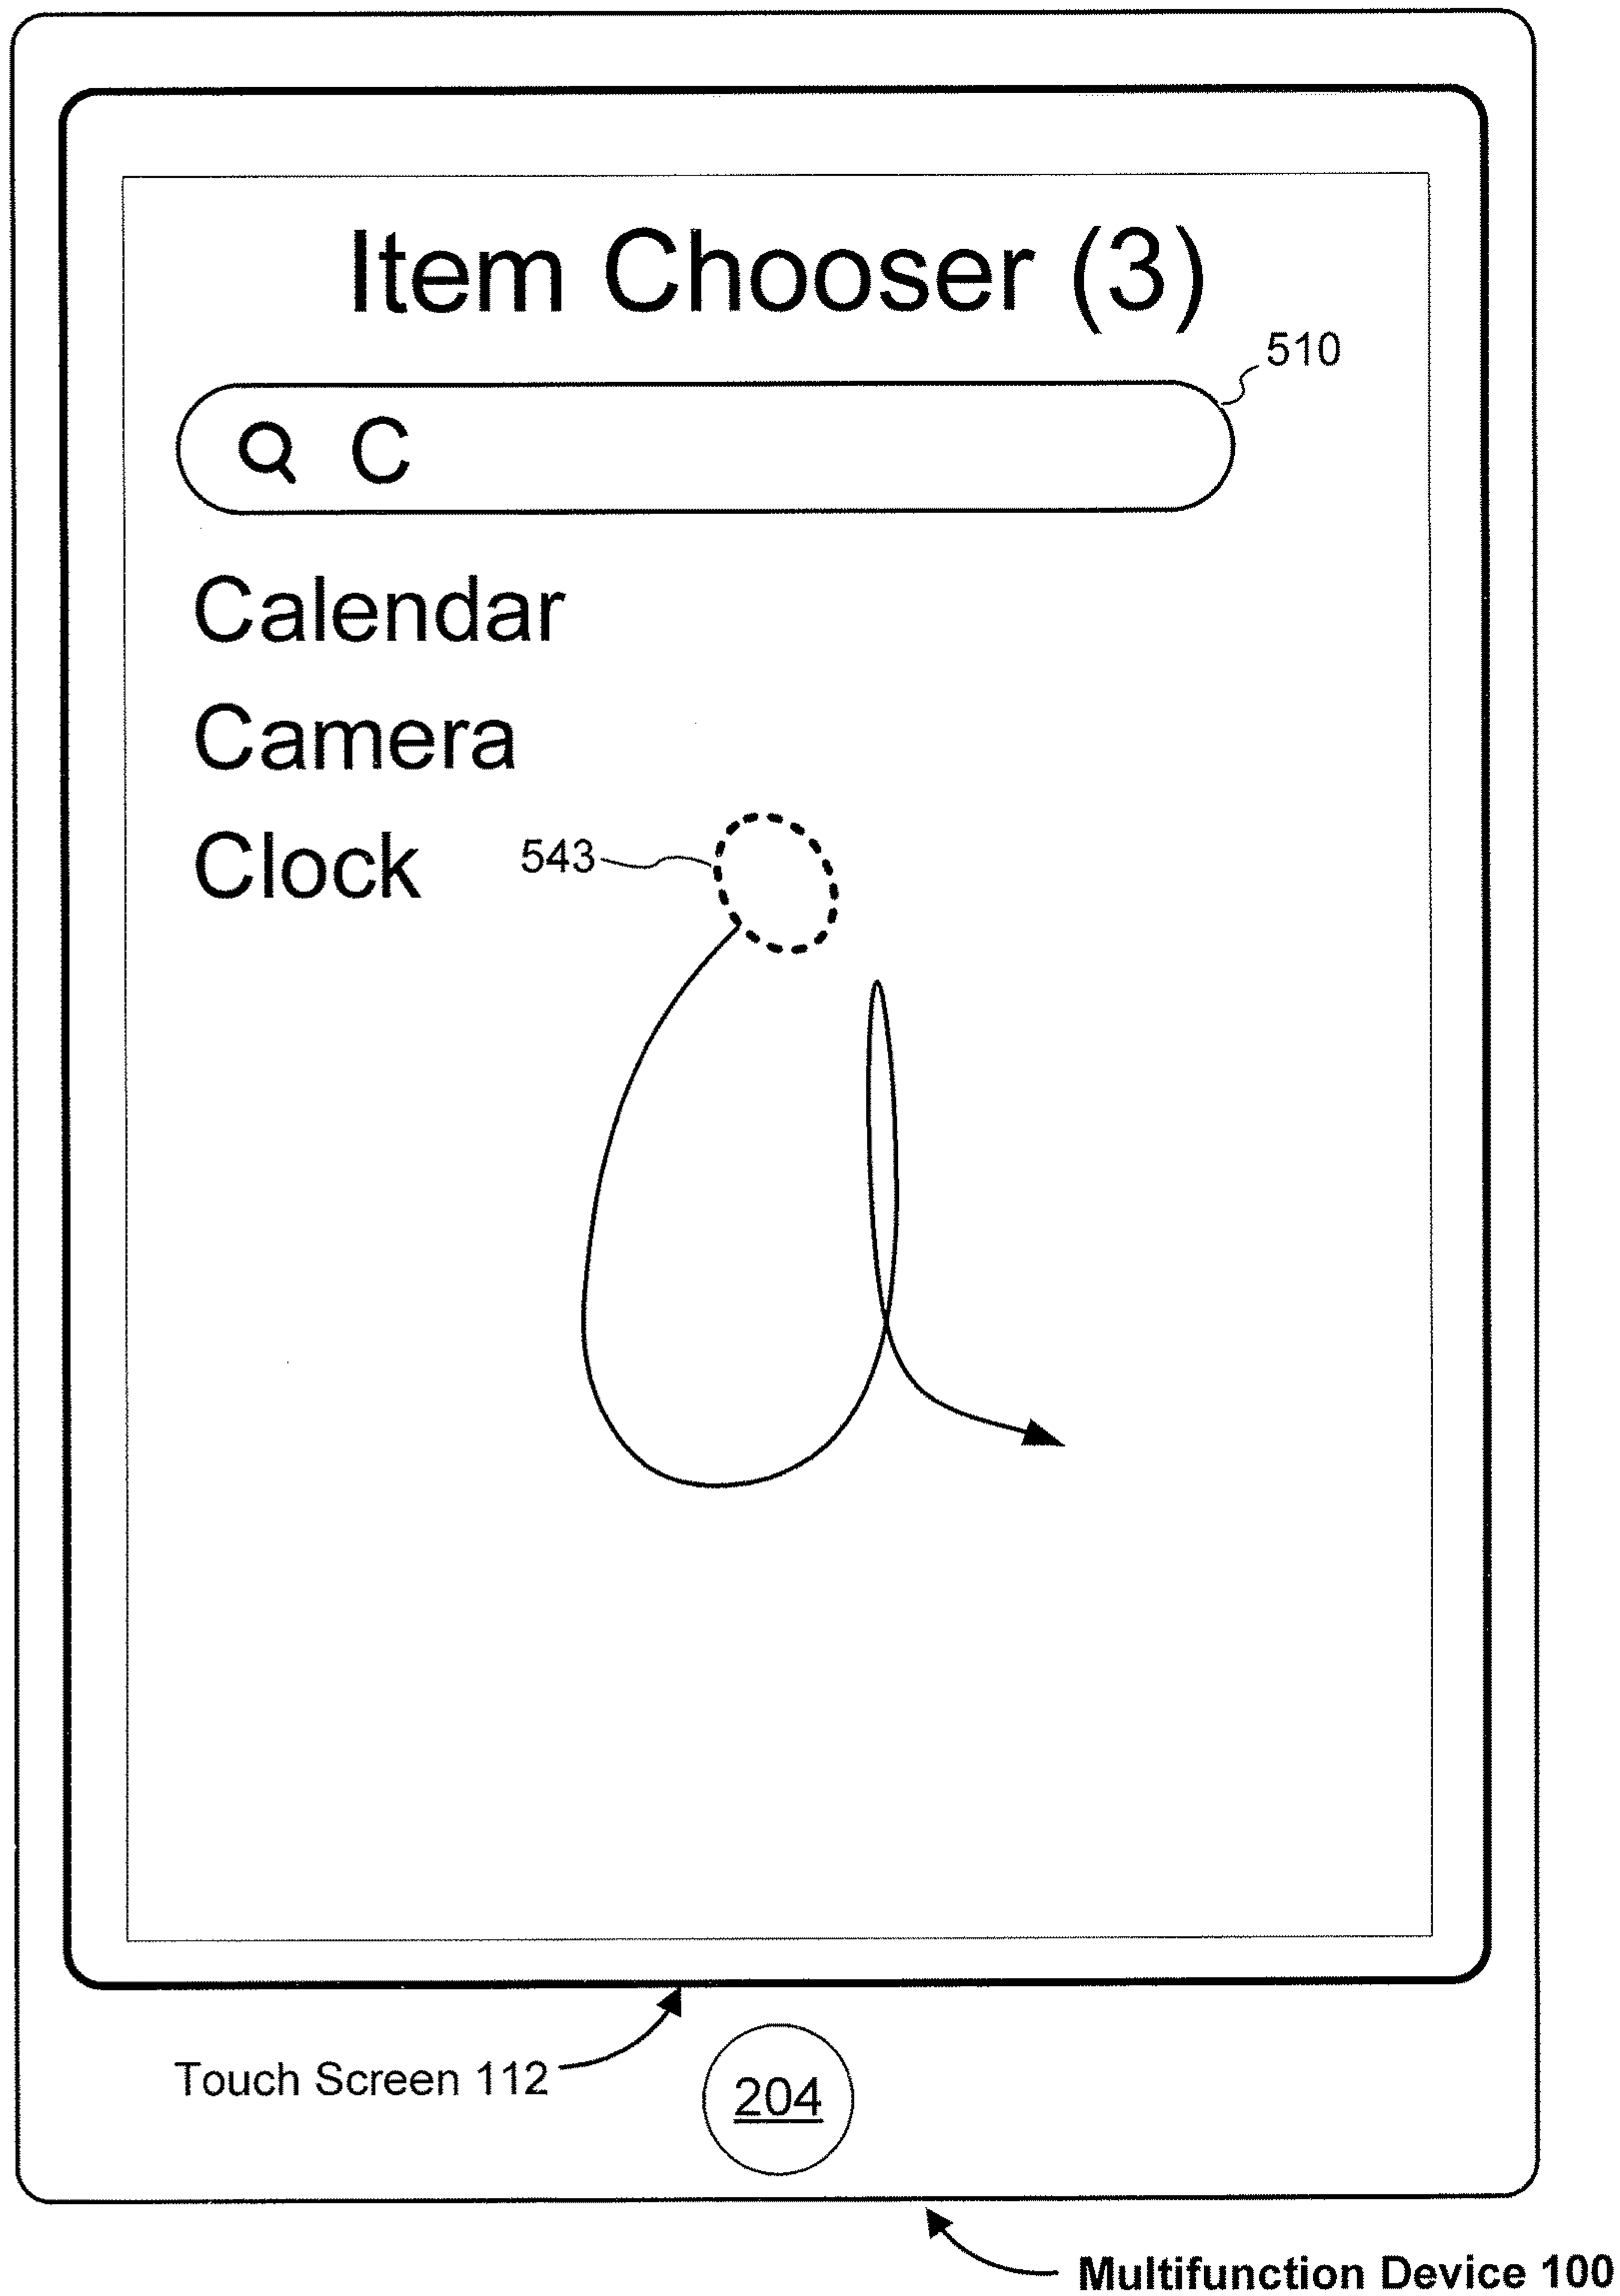 Item Chooser (3)
510
C
Calendar
Camera
Clock
543
Touch Screen 112
204
Multifunction Device 100